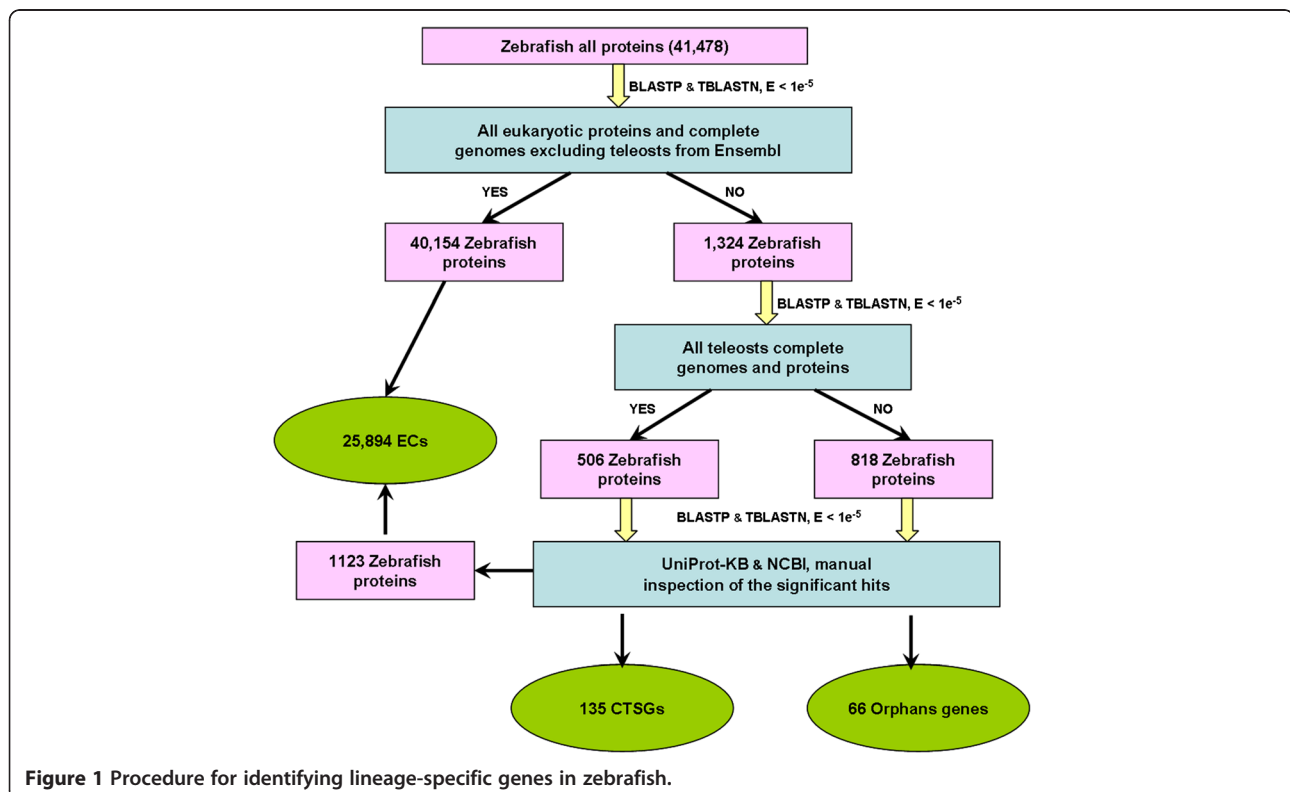 Zebrafish all proteins (41,478)
BLASTP & TBLASTN, E < 1e⁻⁵
All eukaryotic proteins and complete
genomes excluding teleosts from Ensembl
YES
NO
40,154 Zebrafish
proteins
1,324 Zebrafish
proteins
BLASTP & TBLASTN, E < 1e⁻⁵
All teleosts complete
genomes and proteins
YES
NO
25,894 ECs
506 Zebrafish
proteins
818 Zebrafish
proteins
BLASTP & TBLASTN, E < 1e⁻⁵
1123 Zebrafish
proteins
UniProt-KB & NCBI, manual
inspection of the significant hits
135 CTSGs
66 Orphans genes
Figure 1 Procedure for identifying lineage-specific genes in zebrafish.